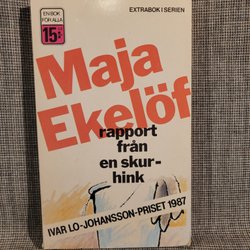 EN BOK
FÖR ALLA
15:-
EXTRABOK I SERIEN
Maja
Ekelöf
rapport
från
en skur-
hink
IVAR LO-JOHANSSON-PRISET 1987